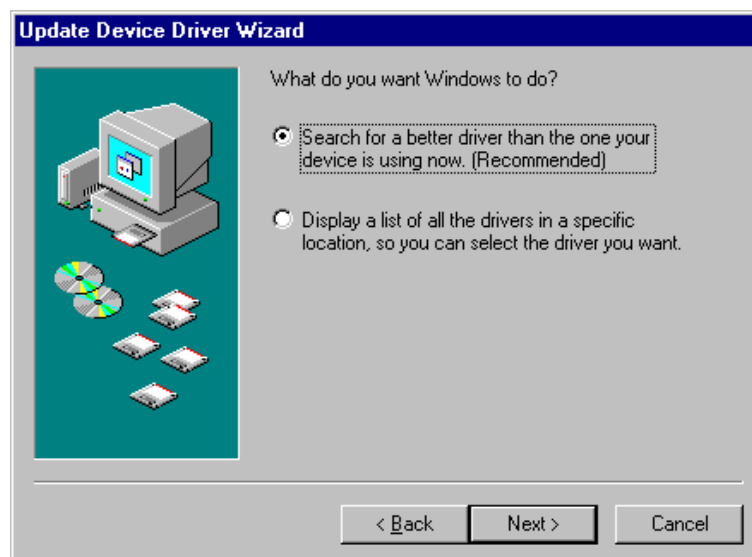 Update Device Driver Wizard
What do you want Windows to do?
Search for a better driver than the one your
device is using now. (Recommended)
Display a list of all the drivers in a specific
location, so you can select the driver you want.
< Back
Next >
Cancel